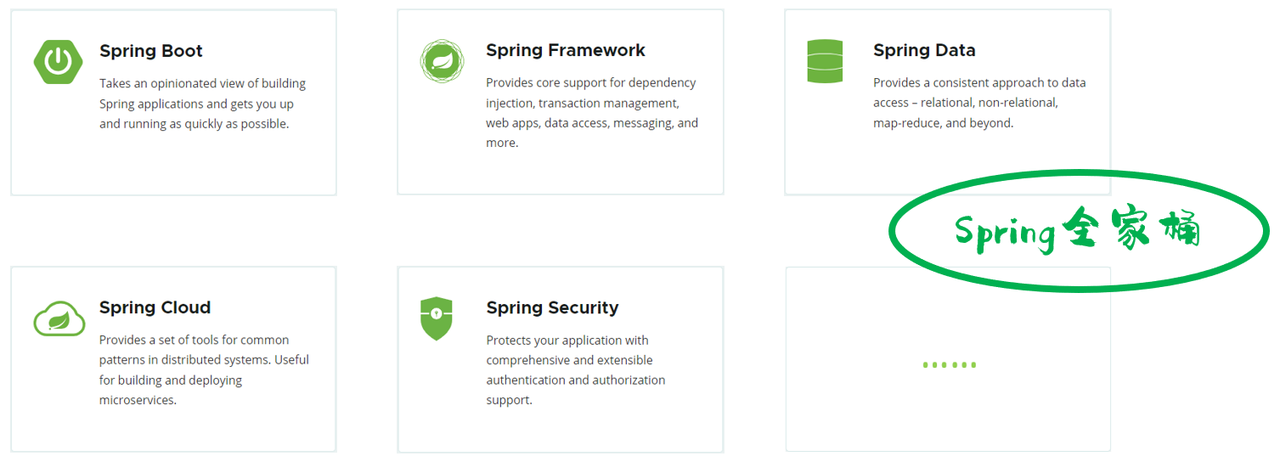 Spring Boot
Takes an opinionated view of building
Spring applications and gets you up
and running as quickly as possible.
Spring Framework
Provides core support for dependency
injection, transaction management,
web apps, data access, messaging, and
more.
Spring Data
Provides a consistent approach to data
access – relational, non-relational,
map-reduce, and beyond.
Spring全家桶
Spring Cloud
Provides a set of tools for common
patterns in distributed systems. Useful
for building and deploying
microservices.
Spring Security
Protects your application with
comprehensive and extensible
authentication and authorization
support.
······